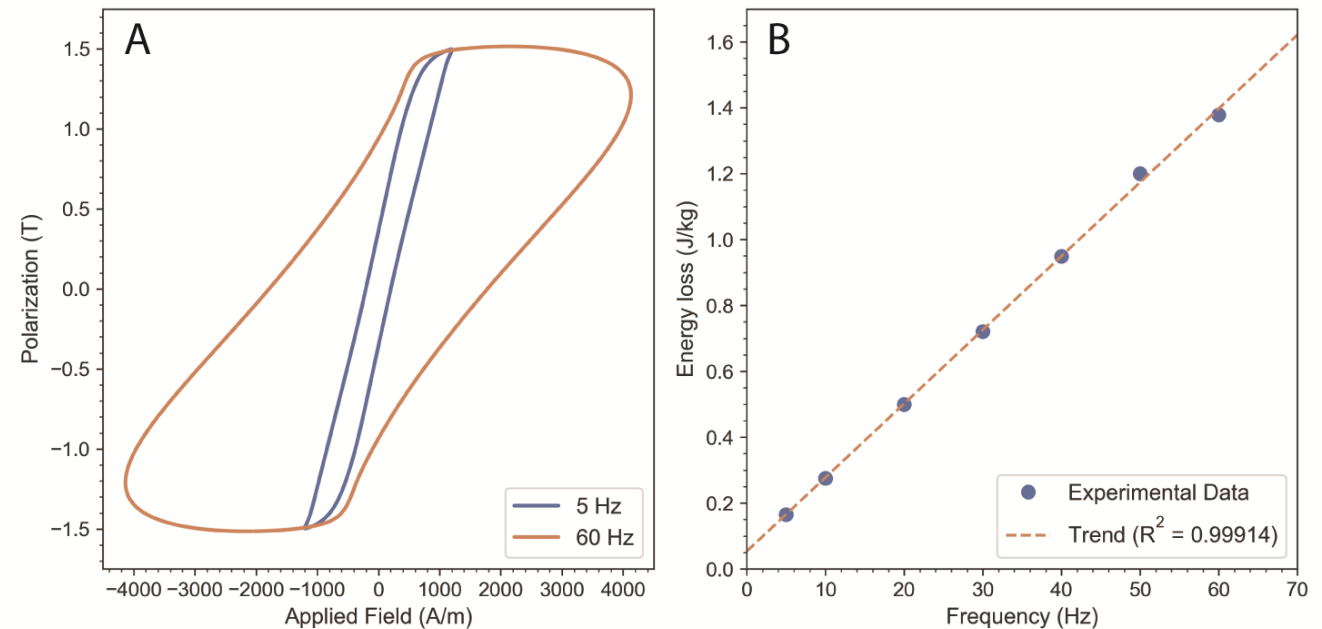 A
Polarization (T)
1.5
1.0
0.5
0.0
−0.5
−1.0
−1.5
−4000 −3000 −2000 −1000 0 1000 2000 3000 4000
Applied Field (A/m)
5 Hz
60 Hz
B
Energy loss (J/kg)
1.6
1.4
1.2
1.0
0.8
0.6
0.4
0.2
0.0
0 10 20 30 40 50 60 70
Frequency (Hz)
Experimental Data
Trend (R² = 0.99914)